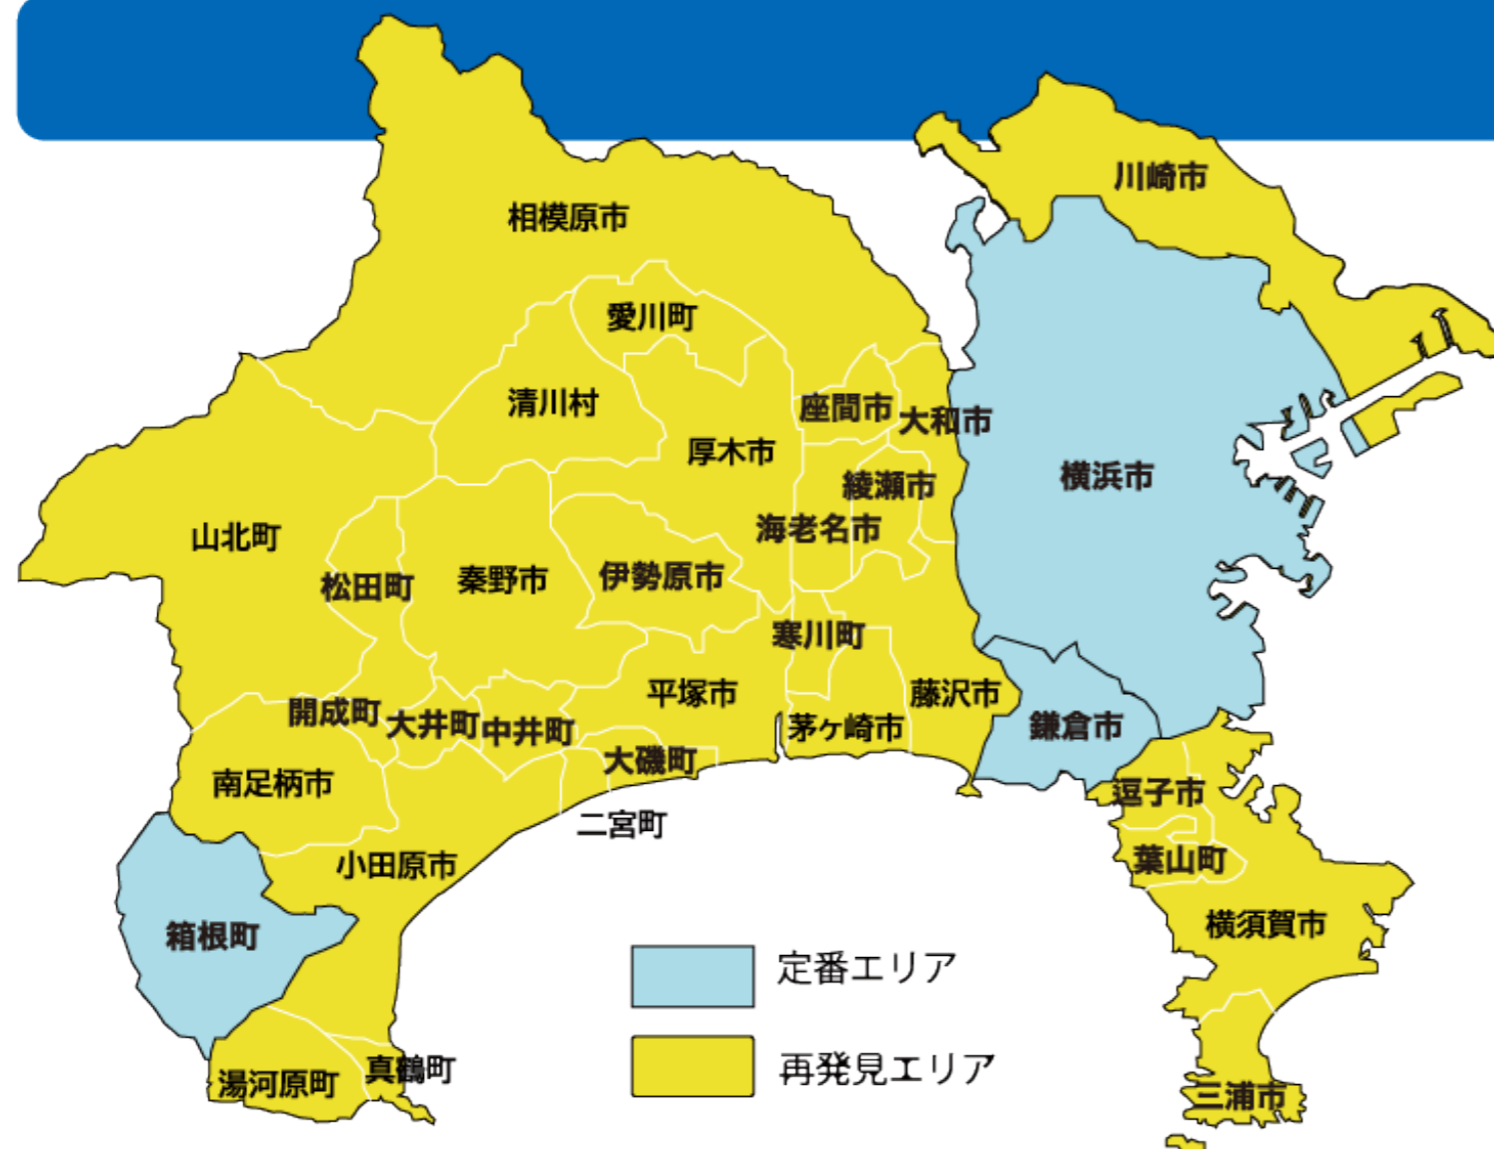 川崎市
相模原市
愛川町
清川村
座間市
大和市
厚木市
横浜市
綾瀬市
海老名市
山北町
松田町
秦野市
伊勢原市
寒川町
平塚市
藤沢市
開成町
大井町
中井町
茅ヶ崎市
鎌倉市
大磯町
南足柄市
逗子市
二宮町
小田原市
葉山町
箱根町
横須賀市
定番エリア
再発見エリア
湯河原町
真鶴町
三浦市